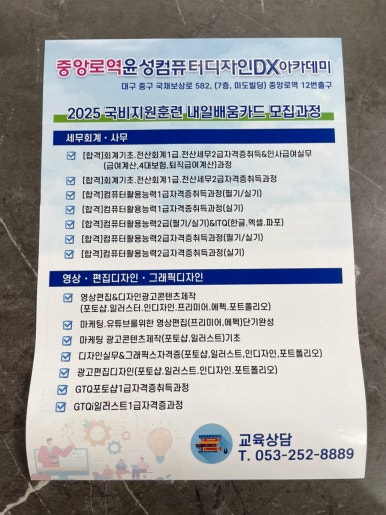 중앙로역윤성컴퓨터디자인DX아카데미
대구 중구 국채보상로 582, (7층, 미도빌딩) 중앙로역 12번출구
2025 국비지원훈련 내일배움카드 모집과정
세무회계·사무
[합격]회계기초.전산회계1급.전산세무2급자격증취득&인사급여실무
(급여계산,4대보험,퇴직급여계산)과정
[합격]회계기초.전산회계1급.전산세무2급자격증취득과정
[합격]컴퓨터활용능력1급자격증취득과정(필기/실기)
[합격]컴퓨터활용능력1급자격증취득과정(실기)
[합격]컴퓨터활용능력2급(필기/실기)&ITQ(한글.엑셀.파포)
[합격]컴퓨터활용능력2급자격증취득과정(필기/실기)
[합격]컴퓨터활용능력2급자격증취득과정(실기)
영상·편집디자인·그래픽디자인
영상편집&디자인광고콘텐츠제작
(포토샵.일러스터.인디자인.프리미어.에펙.포트폴리오)
마케팅.유튜브를위한 영상편집(프리미어,에펙)단기완성
마케팅 광고콘텐츠제작(포토샵.일러스트)기초
디자인실무&그래픽스자격증(포토샵,일러스트,인디자인,포트폴리오)
광고편집디자인(포토샵.일러스트,인디자인,포트폴리오)
GTQ포토샵1급자격증취득과정
GTQi일러스트1급자격증과정
교육상담
T. 053-252-8889